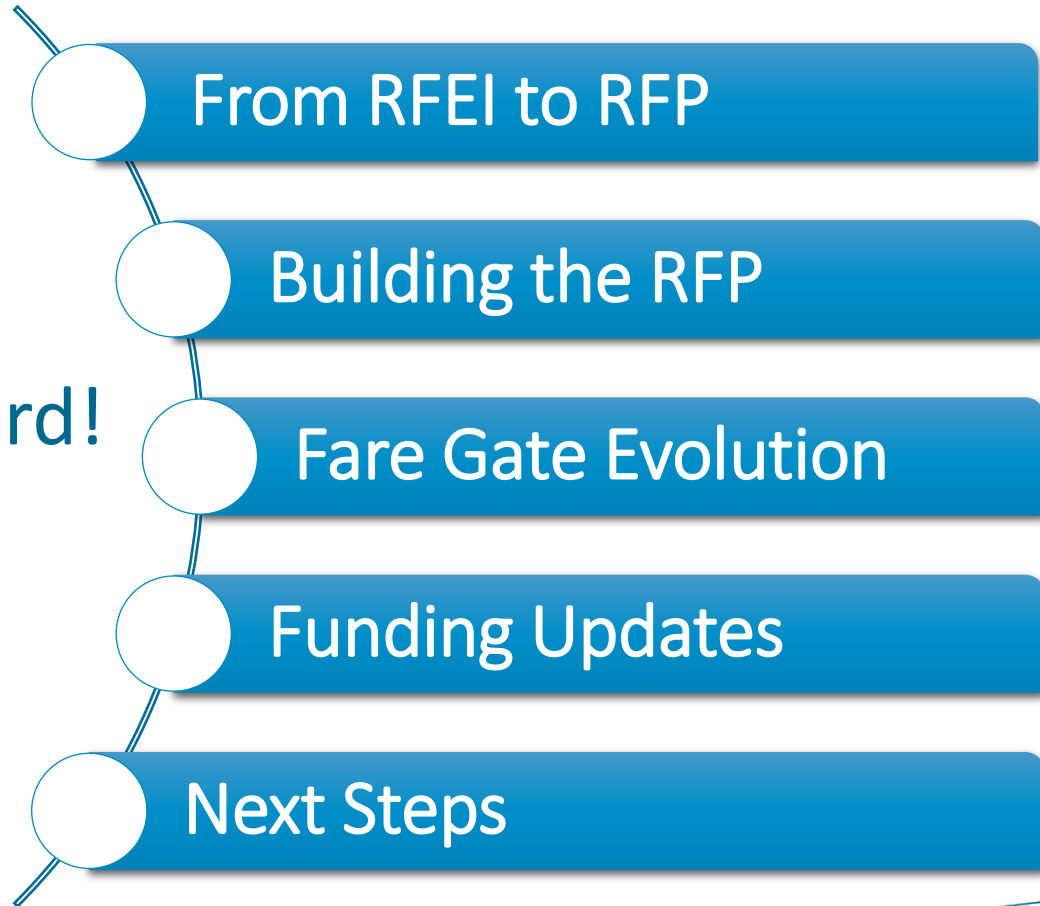 From RFEI to RFP
Building the RFP
rd!
Fare Gate Evolution
Funding Updates
Next Steps